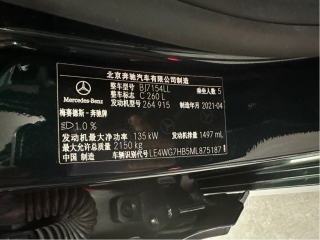 北京奔驰汽车有限公司制造
整车型号 BJ7154LL 乘坐人数 5
整车名称 C 260 L
发动机型号 264 915 制造年月 2021-04
Mercedes-Benz
梅赛德斯-奔驰牌
1.0 %
发动机最大净功率 135 kW 发动机排量 1497 mL
最大允许总质量 2150 kg
中国制造 车辆识别代号 LE4WG7HB5ML875187